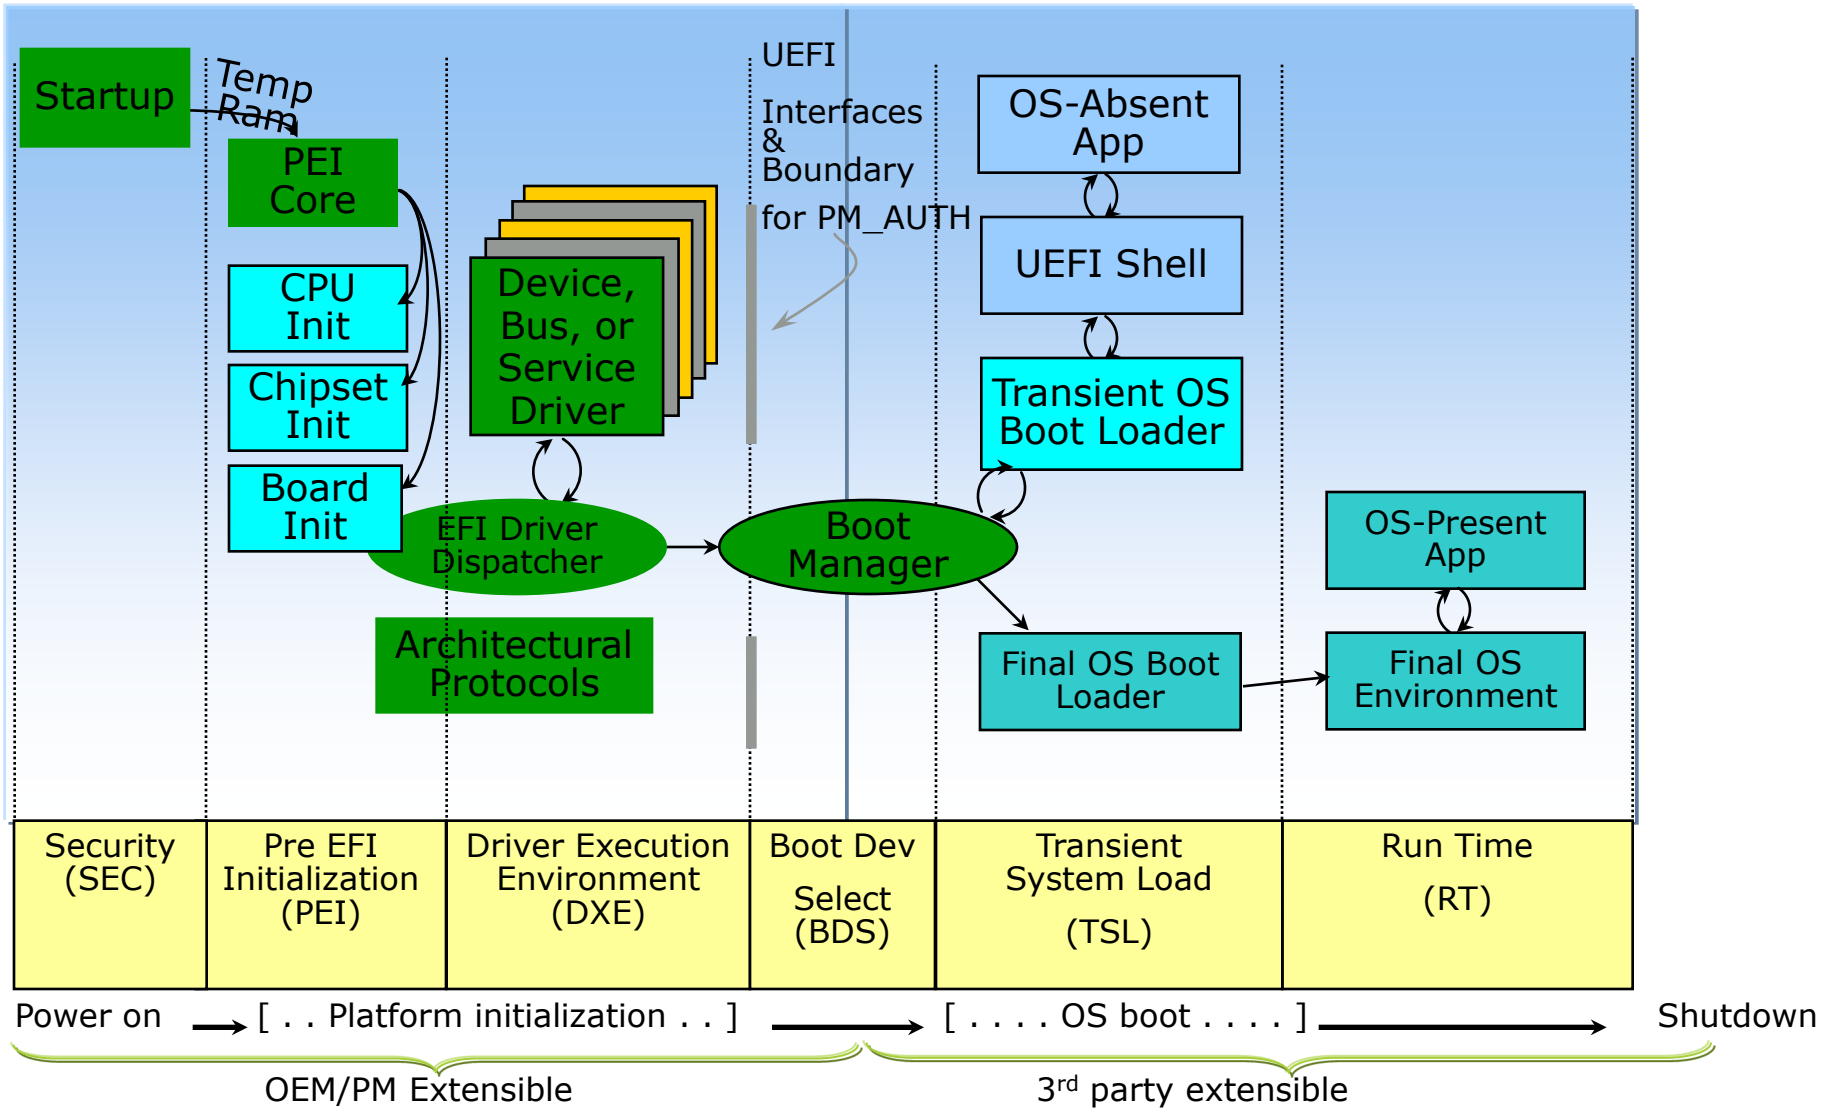 Startup
Temp
Ram
PEI
Core
CPU
Init
Chipset
Init
Board
Init
Device,
Bus, or
Service
Driver
EFI Driver
Dispatcher
Architectural
Protocols
UEFI
Interfaces
&
Boundary
for PM_AUTH
Boot
Manager
OS-Absent
App
UEFI Shell
Transient OS
Boot Loader
Final OS Boot
Loader
OS-Present
App
Final OS
Environment
Security
(SEC)
Pre EFI
Initialization
(PEI)
Driver Execution
Environment
(DXE)
Boot Dev
Select
(BDS)
Transient
System Load
(TSL)
Run Time
(RT)
Power on
[ . . Platform initialization . . ]
[ . . . . OS boot . . . . ]
Shutdown
OEM/PM Extensible
3rd party extensible